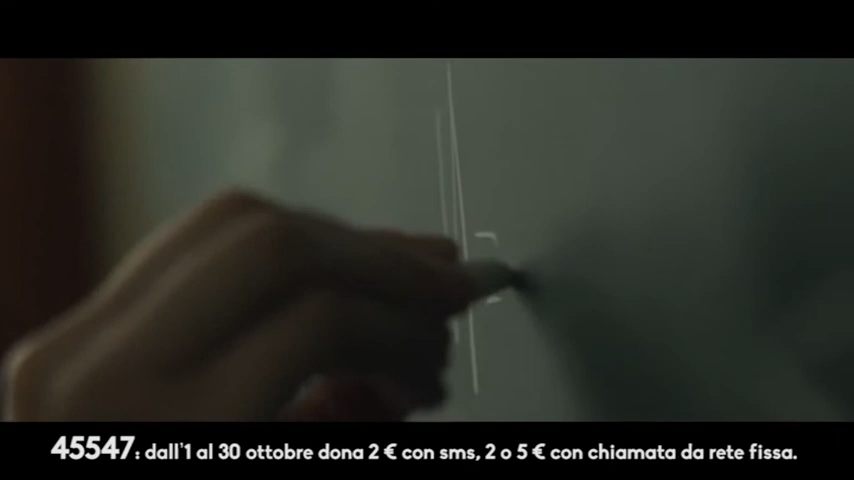 45547: dall'1 al 30 ottobre dona 2 € con sms, 2 o 5 € con chiamata da rete fissa.